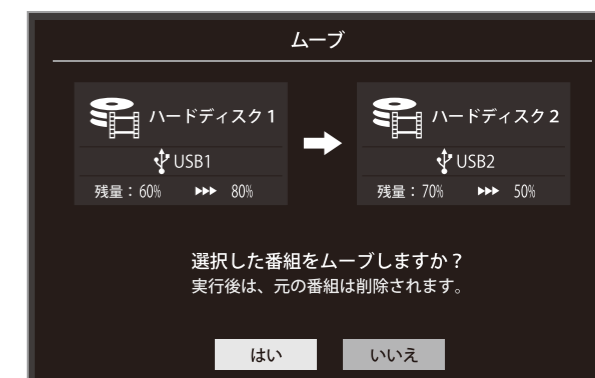 ムーブ
ハードディスク1
USB1
残量：60% ▶▶▶ 80%
ハードディスク2
USB2
残量：70% ▶▶▶ 50%
選択した番組をムーブしますか？
実行後は、元の番組は削除されます。
はい
いいえ